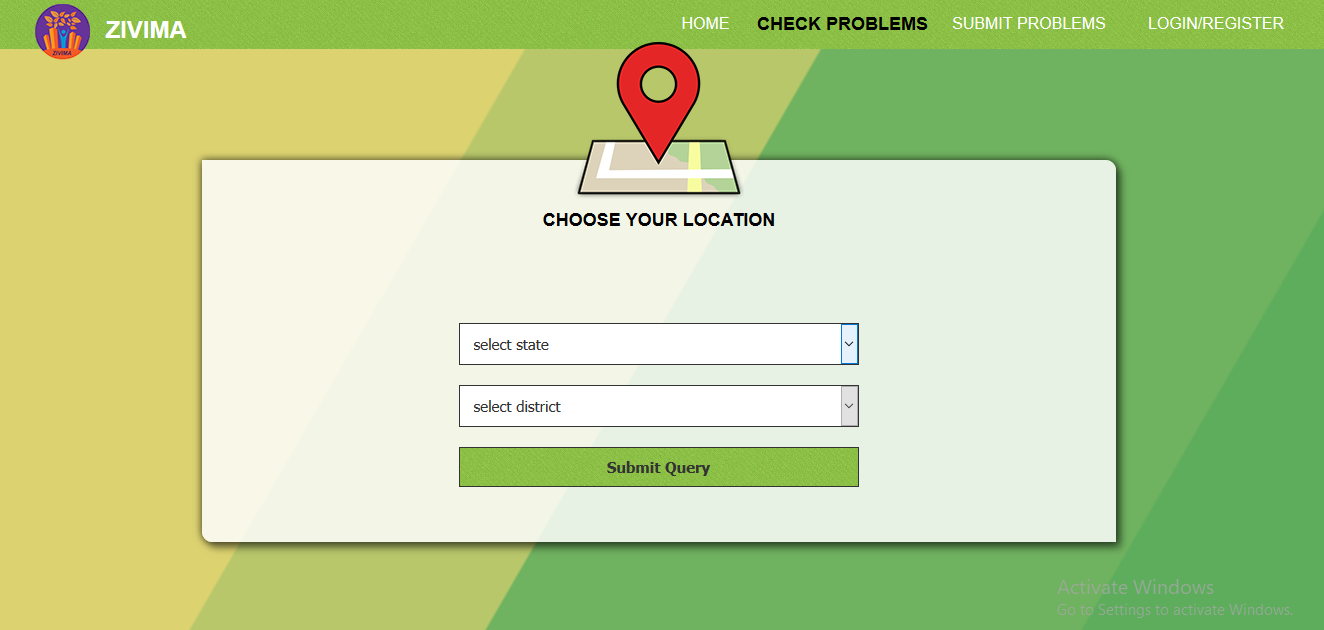 ZIVIMA
ZIVIMA
HOME
CHECK PROBLEMS
SUBMIT PROBLEMS
LOGIN/REGISTER
CHOOSE YOUR LOCATION
select state
select district
Submit Query
Activate Windows
Go to Settings to activate Windows.